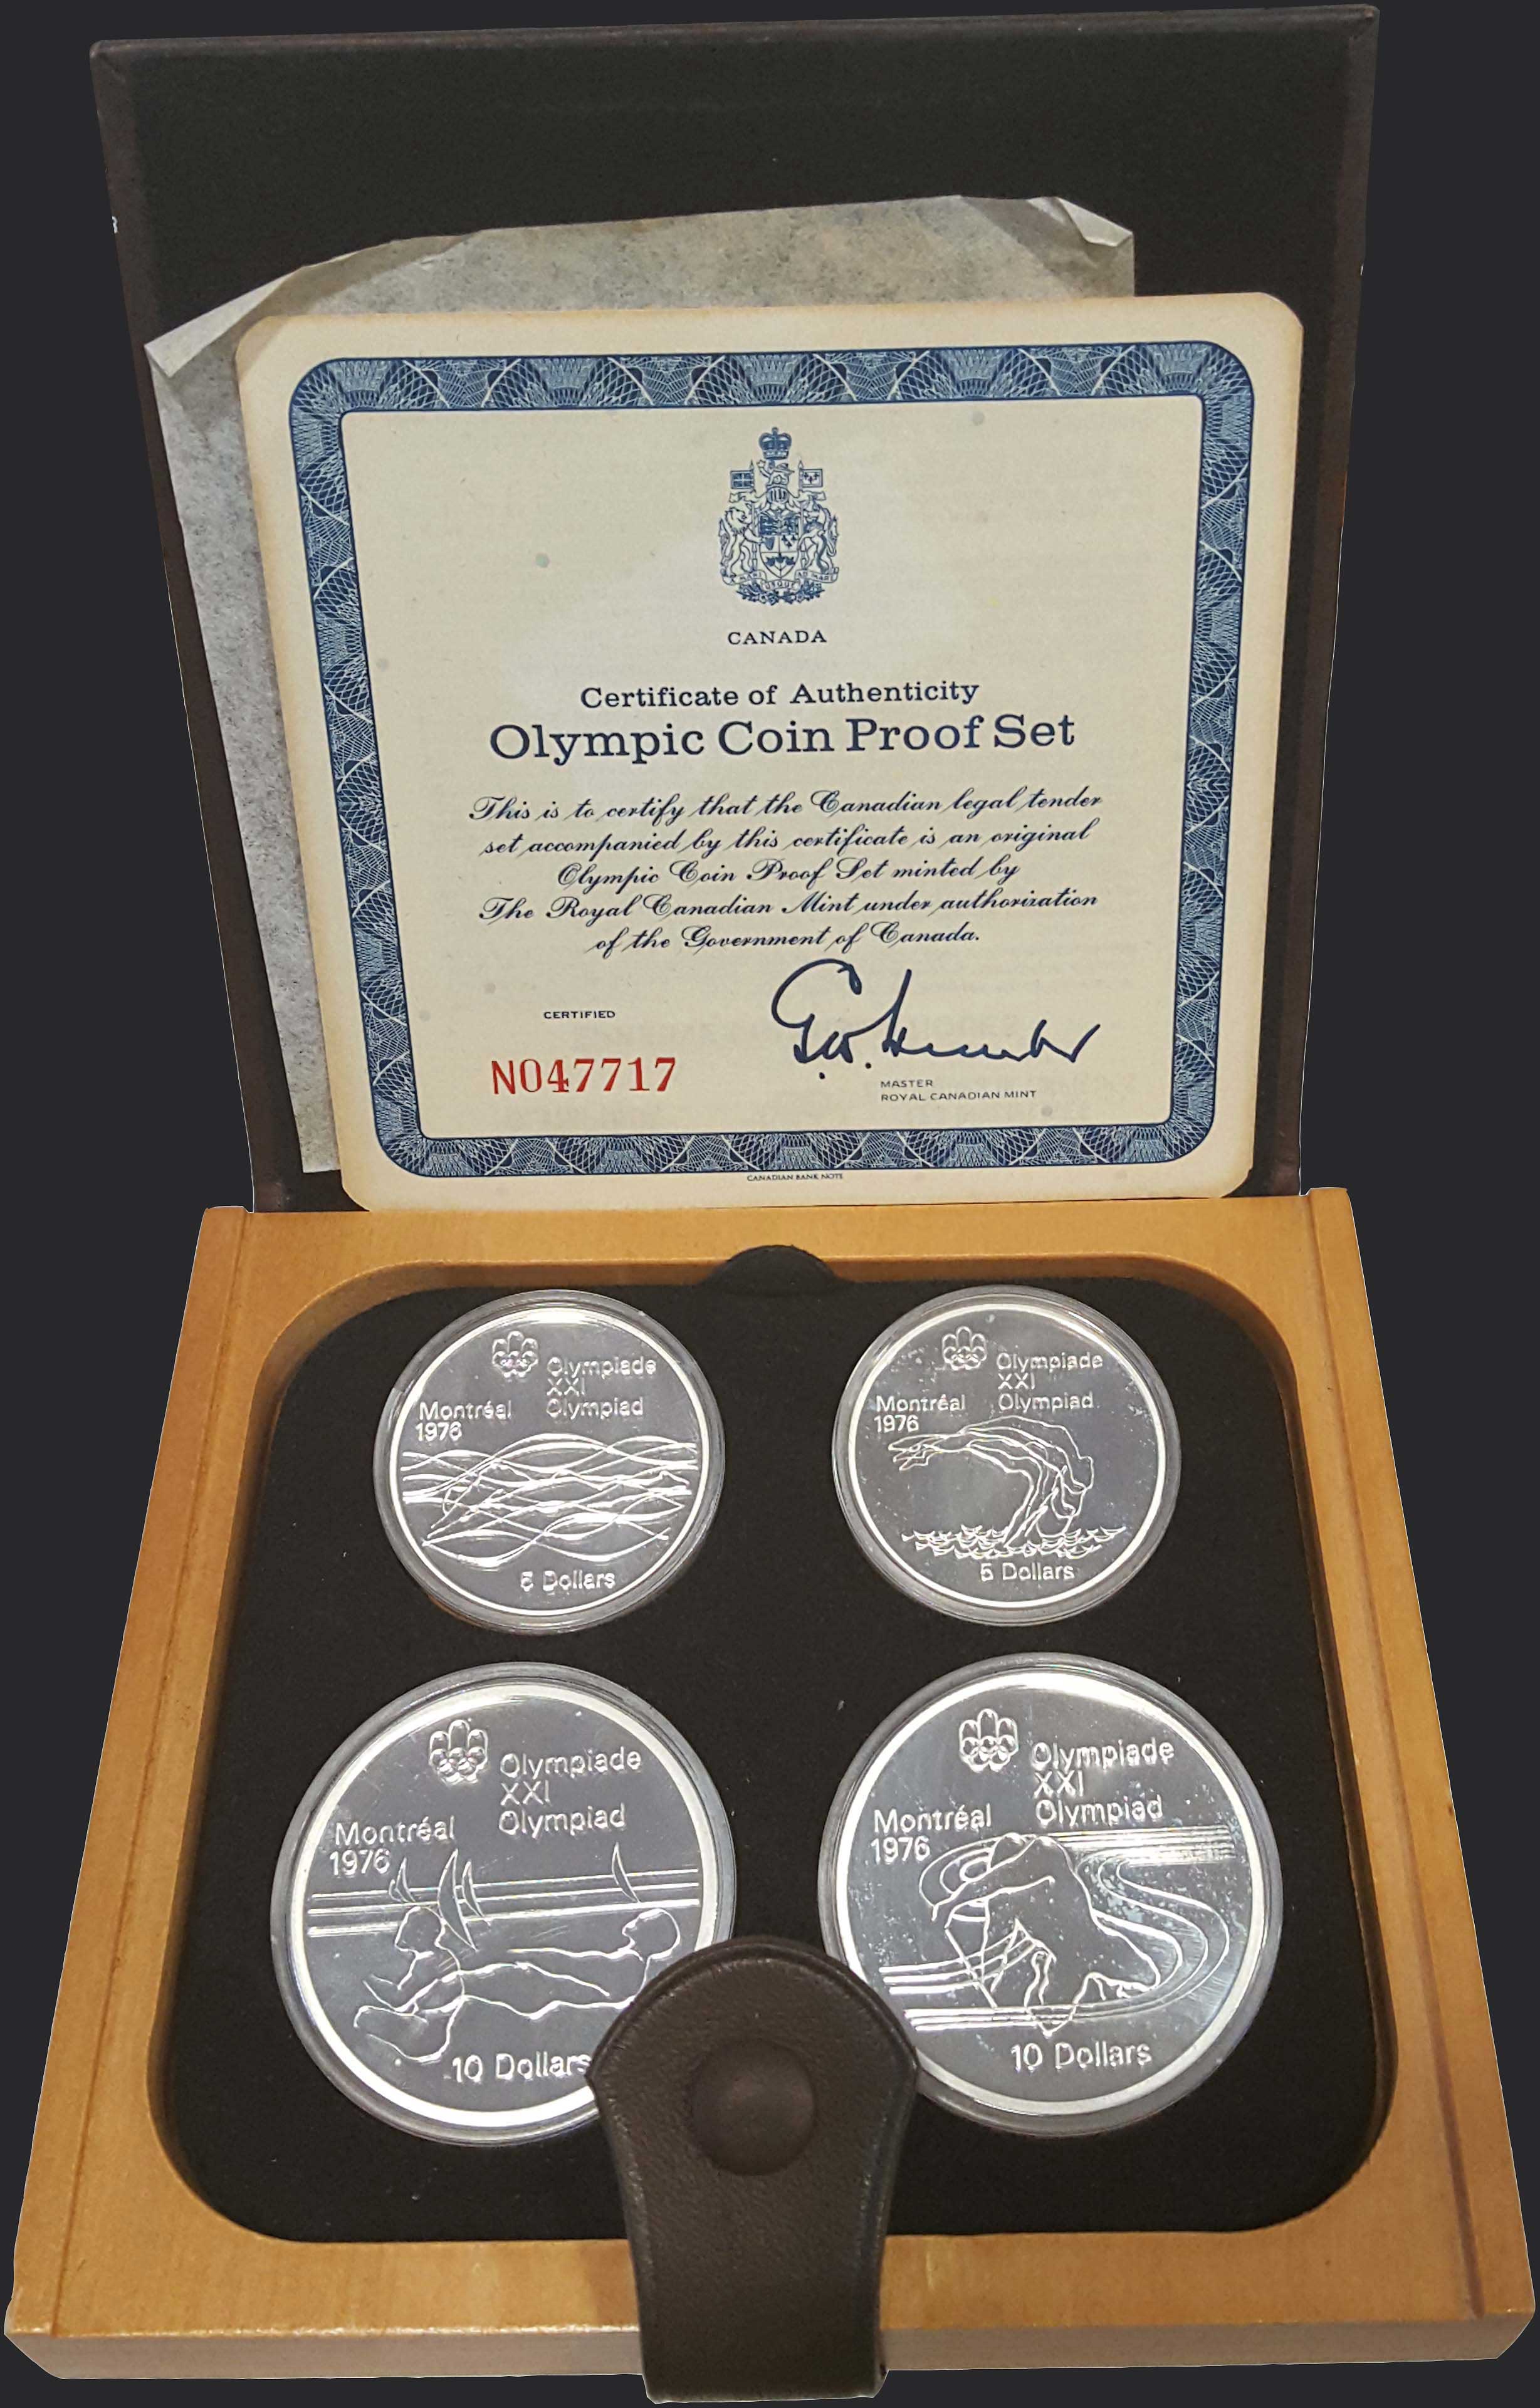 CANADA
Certificate of Authenticity
Olympic Coin Proof Set
This is to certify that the Canadian legal tender
set accompanied by this certificate is an original
Olympic Coin Proof Set minted by
The Royal Canadian Mint under authorization
of the Government of Canada.
CERTIFIED
N047717
MASTER
ROYAL CANADIAN MINT
CANADIAN BANK NOTE
Olympiade
XXI
Olympiad
Montréal
1976
5 Dollars
Olympiade
XXI
Olympiad
Montréal
1976
5 Dollars
Olympiade
XXI
Olympiad
Montréal
1976
10 Dollars
Olympiade
XXI
Olympiad
Montréal
1976
10 Dollars